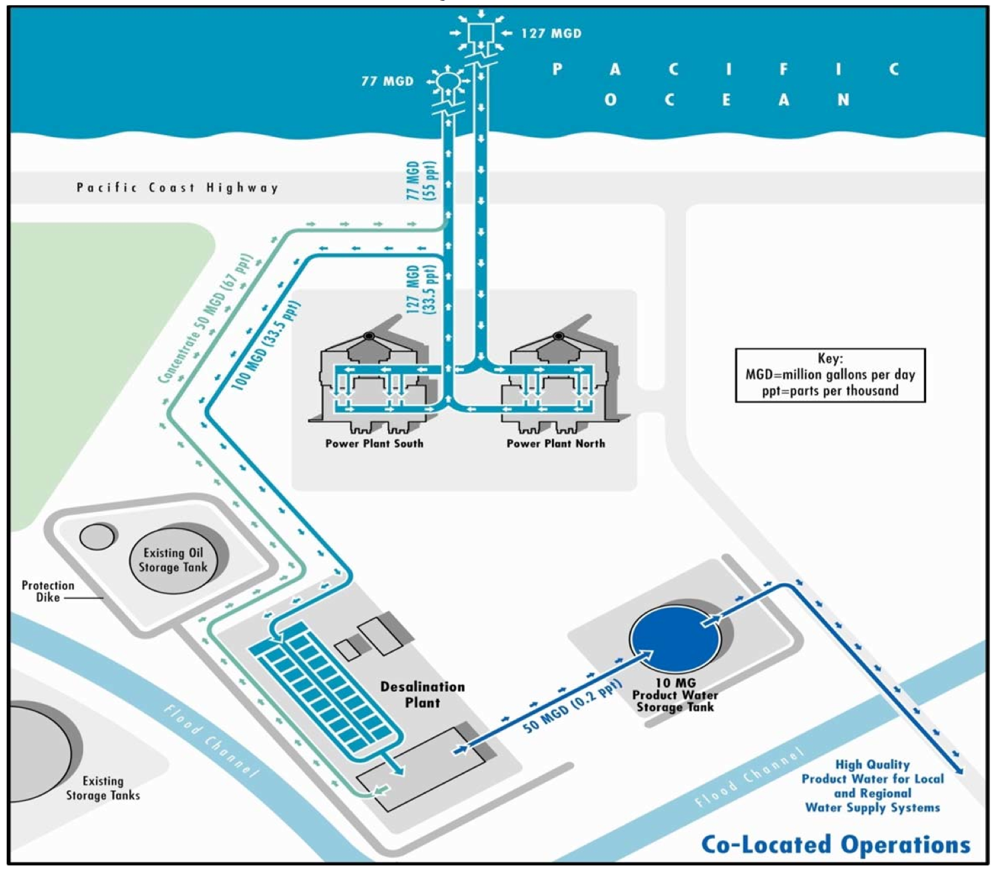 127 MGD
P A C I F I C
O C E A N
77 MGD
77 MGD
(55 ppt)
Pacific Coast Highway
Concentrate 50 MGD (67 ppt)
100 MGD (33.5 ppt)
127 MGD
(33.5 ppt)
Key:
MGD=million gallons per day
ppt=parts per thousand
Power Plant South
Power Plant North
Existing Oil
Storage Tank
Protection
Dike
Desalination
Plant
10 MG
Product Water
Storage Tank
50 MGD (0.2 ppt)
Flood Channel
Flood Channel
Existing
Storage Tanks
High Quality
Product Water for Local
and Regional
Water Supply Systems
Co-Located Operations